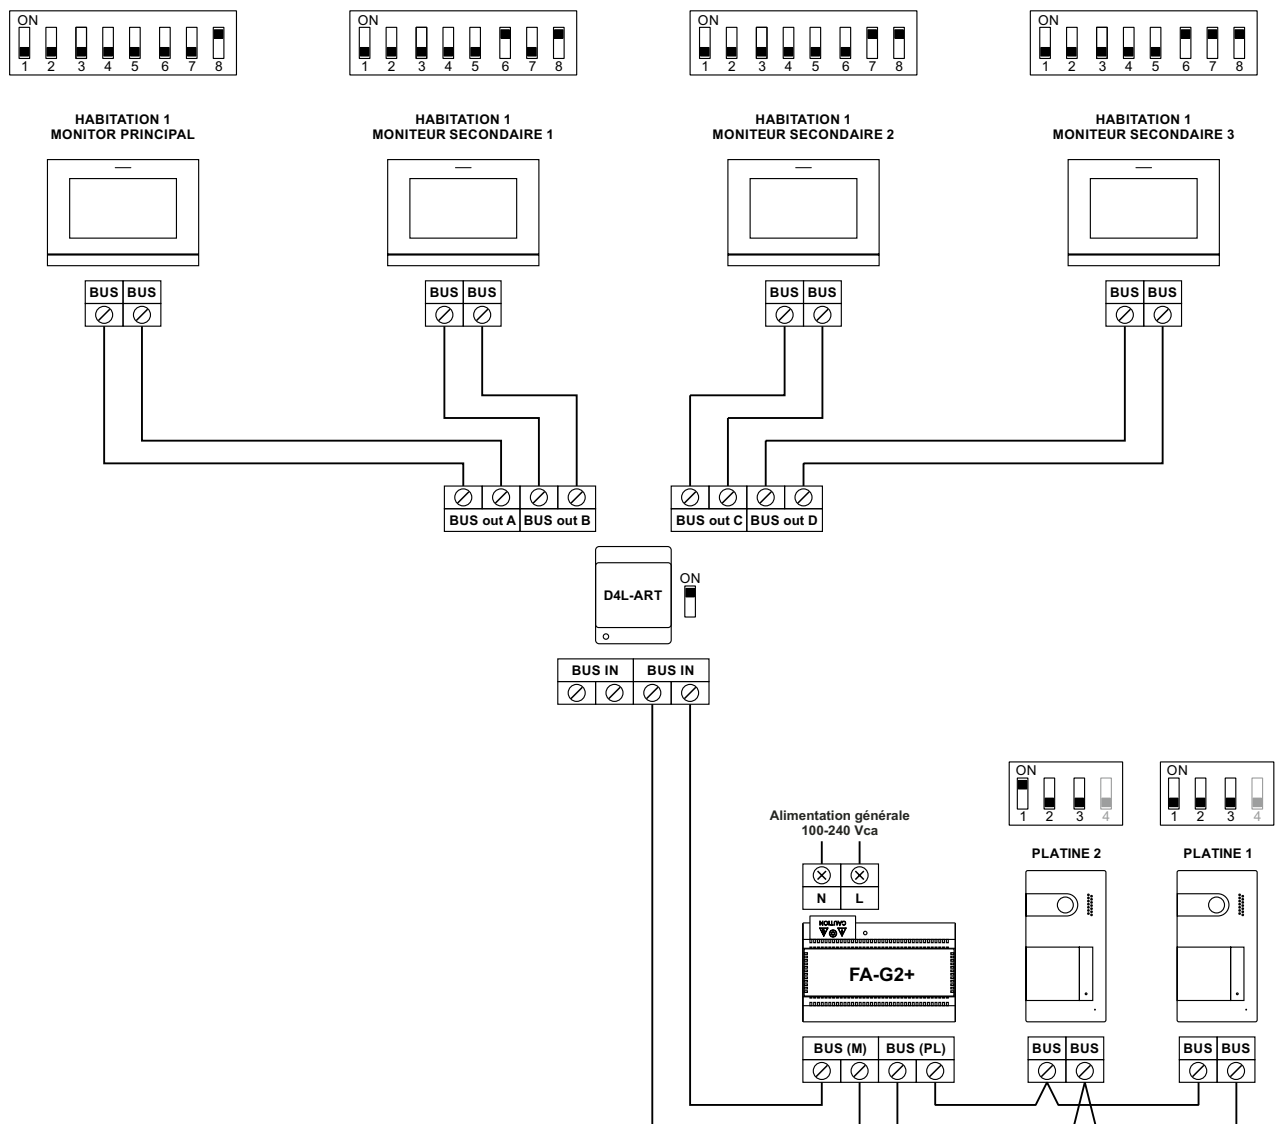 ON
1 2 3 4 5 6 7 8
ON
1 2 3 4 5 6 7 8
ON
1 2 3 4 5 6 7 8
ON
1 2 3 4 5 6 7 8
HABITATION 1
MONITOR PRINCIPAL
HABITATION 1
MONITEUR SECONDAIRE 1
HABITATION 1
MONITEUR SECONDAIRE 2
HABITATION 1
MONITEUR SECONDAIRE 3
BUS BUS
BUS BUS
BUS BUS
BUS BUS
BUS out A BUS out B
BUS out C BUS out D
D4L-ART
ON
BUS IN BUS IN
ON
1 2 3 4
ON
1 2 3 4
Alimentation générale
100-240 Vca
N L
PLATINE 2
PLATINE 1
CAUTION
FA-G2+
BUS (M) BUS (PL)
BUS BUS
BUS BUS